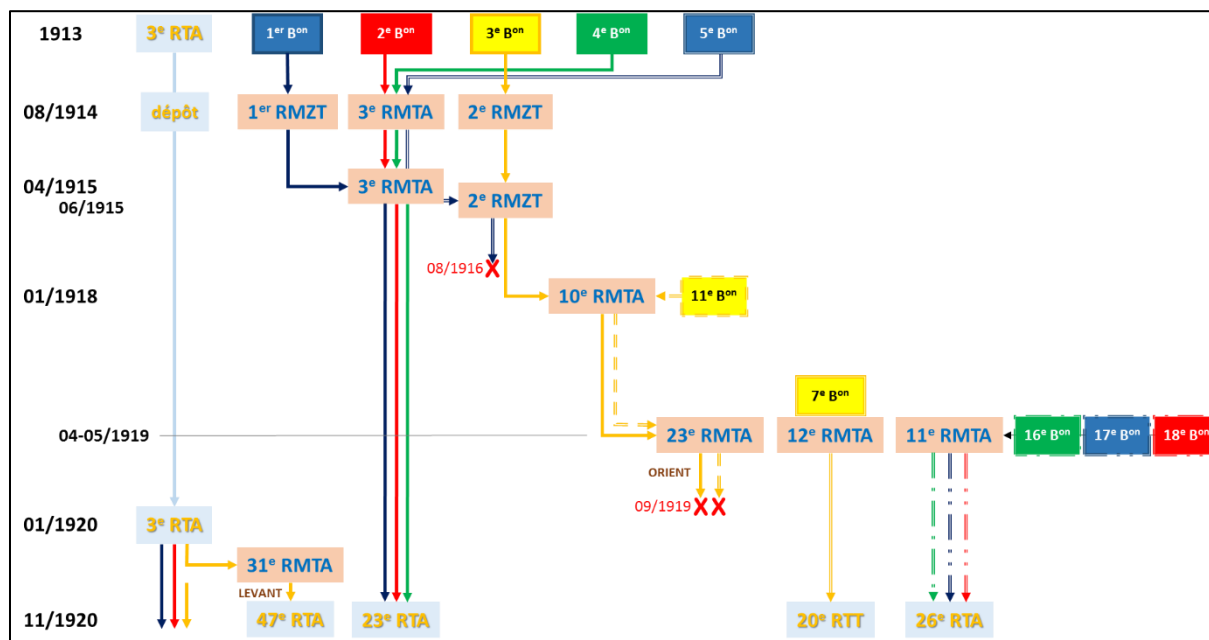 1913 3ᵉ RTA 1ᵉʳ Bᵒⁿ 2ᵉ Bᵒⁿ 3ᵉ Bᵒⁿ 4ᵉ Bᵒⁿ 5ᵉ Bᵒⁿ
08/1914 dépôt 1ᵉʳ RMZT 3ᵉ RMTA 2ᵉ RMZT
04/1915 3ᵉ RMTA
06/1915 2ᵉ RMZT
08/1916 X
01/1918 10ᵉ RMTA 11ᵉ Bᵒⁿ
7ᵉ Bᵒⁿ
04-05/1919 23ᵉ RMTA 12ᵉ RMTA 11ᵉ RMTA 16ᵉ Bᵒⁿ 17ᵉ Bᵒⁿ 18ᵉ Bᵒⁿ
ORIENT
09/1919 X X
01/1920 3ᵉ RTA
31ᵉ RMTA
LEVANT
11/1920 47ᵉ RTA 23ᵉ RTA 20ᵉ RTT 26ᵉ RTA